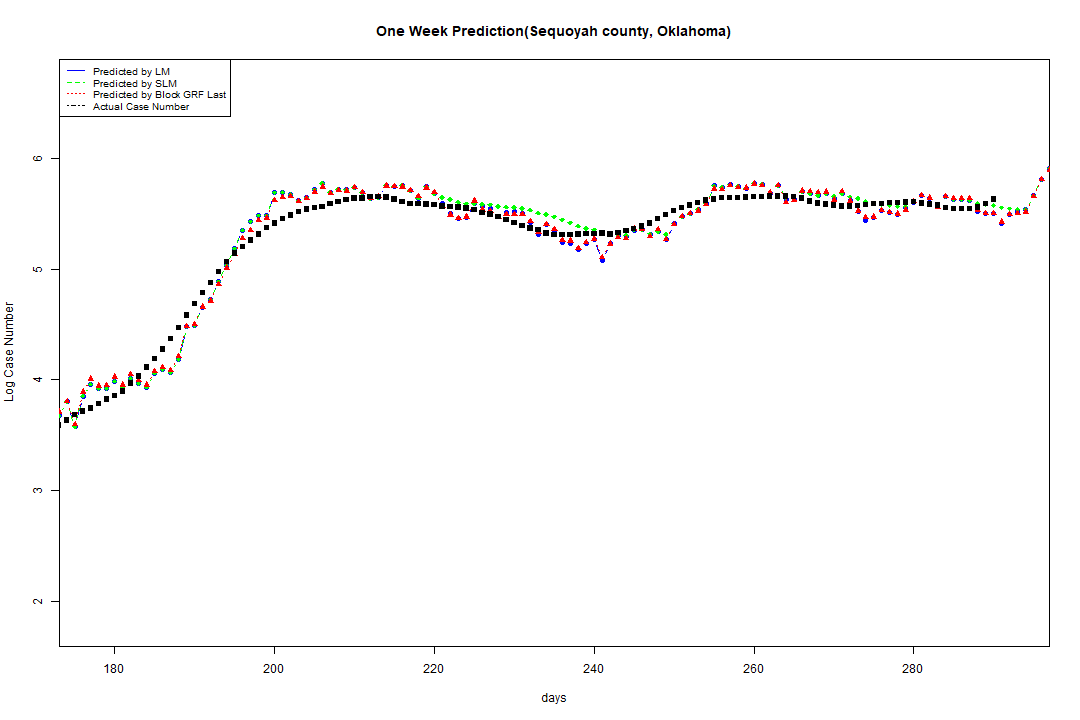 One Week Prediction(Sequoyah county, Oklahoma)
Predicted by LM
Predicted by SLM
Predicted by Block GRF Last
Actual Case Number
6
5
4
3
2
Log Case Number
180 200 220 240 260 280
days